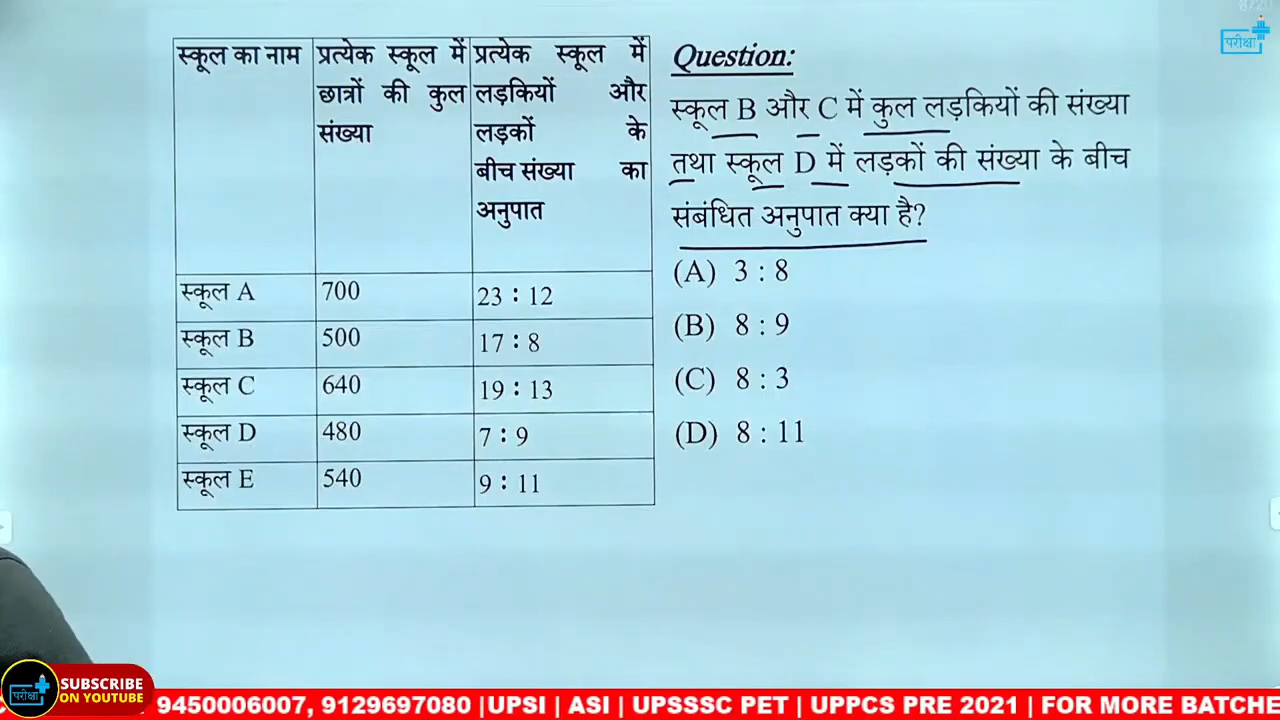 परीक्षा
स्कूल का नाम
प्रत्येक स्कूल में
छात्रों की कुल
संख्या
प्रत्येक स्कूल में
लड़कियों और
लड़कों के
बीच संख्या का
अनुपात
स्कूल A 700 23 : 12
स्कूल B 500 17 : 8
स्कूल C 640 19 : 13
स्कूल D 480 7 : 9
स्कूल E 540 9 : 11
Question:
स्कूल B और C में कुल लड़कियों की संख्या
तथा स्कूल D में लड़कों की संख्या के बीच
संबंधित अनुपात क्या है?
(A) 3 : 8
(B) 8 : 9
(C) 8 : 3
(D) 8 : 11
परीक्षा
SUBSCRIBE
ON YOUTUBE
9450006007, 9129697080 |UPSI | ASI | UPSSSC PET | UPPCS PRE 2021 | FOR MORE BATCHE